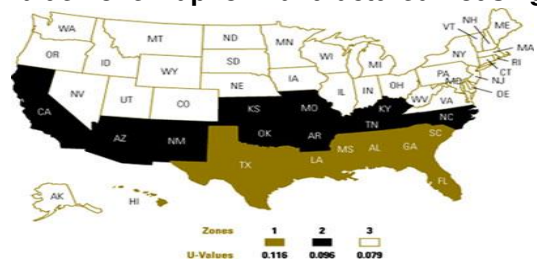 WA
MT
ND
MN
VT
NH
ME
OR
ID
WY
SD
WI
MI
NY
MA
RI
CT
NJ
DE
NV
UT
CO
NE
IA
IL
IN
OH
PA
MD
WV
VA
CA
AZ
NM
KS
MO
KY
OK
AR
TN
NC
TX
LA
MS
AL
GA
SC
FL
AK
HI
Zones 1 2 3
U-Values 0.116 0.096 0.079